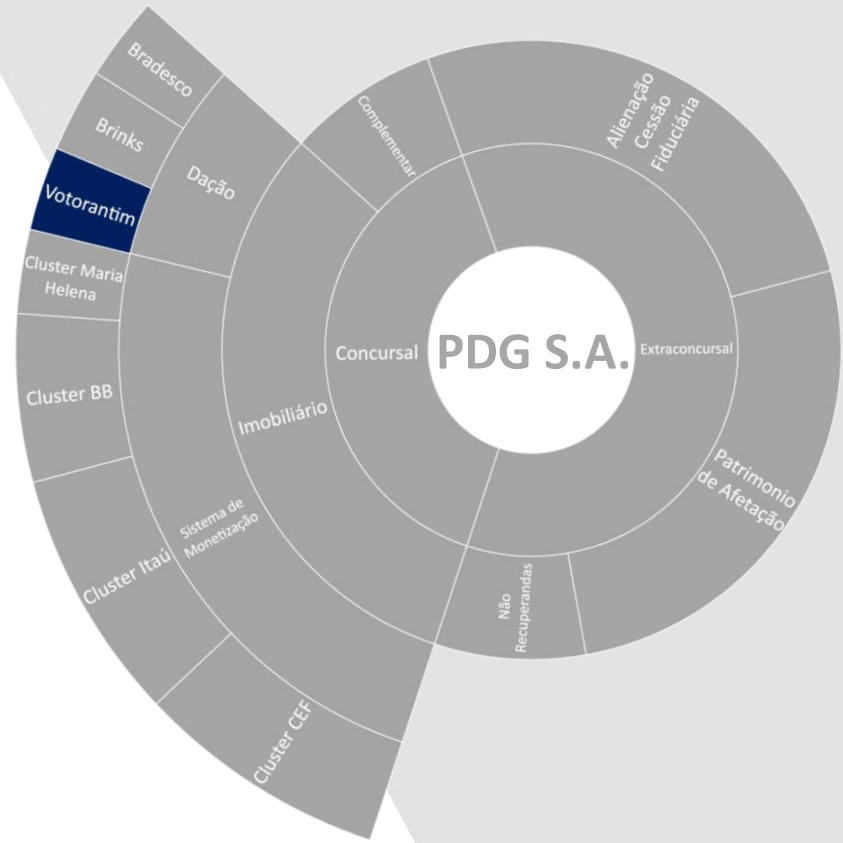 Bradesco
Brinks
Votorantim
Cluster Maria
Helena
Cluster BB
Cluster Itaú
Cluster CEF
Dação
Sistema de
Monetização
Imobiliário
Complementar
Concursal
PDG S.A.
Extraconcursal
Alienação
Cessão
Fiduciária
Patrimonio
de Afetação
Não
Recuperandas